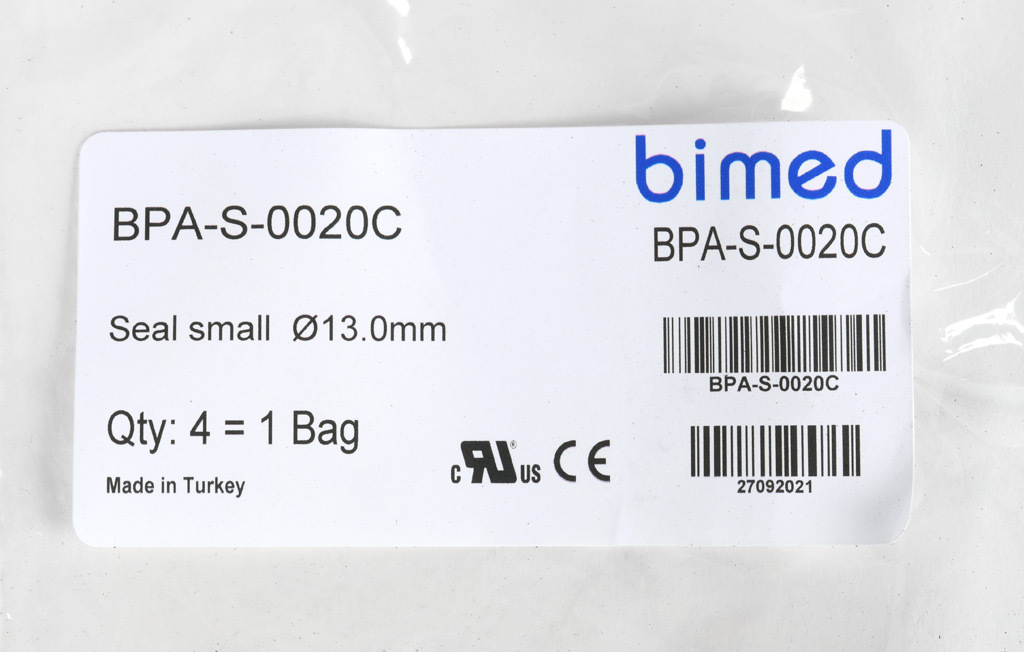 bimed
BPA-S-0020C
BPA-S-0020C
Seal small Ø13.0mm
BPA-S-0020C
Qty: 4 = 1 Bag
c RU® US CE
Made in Turkey
27092021